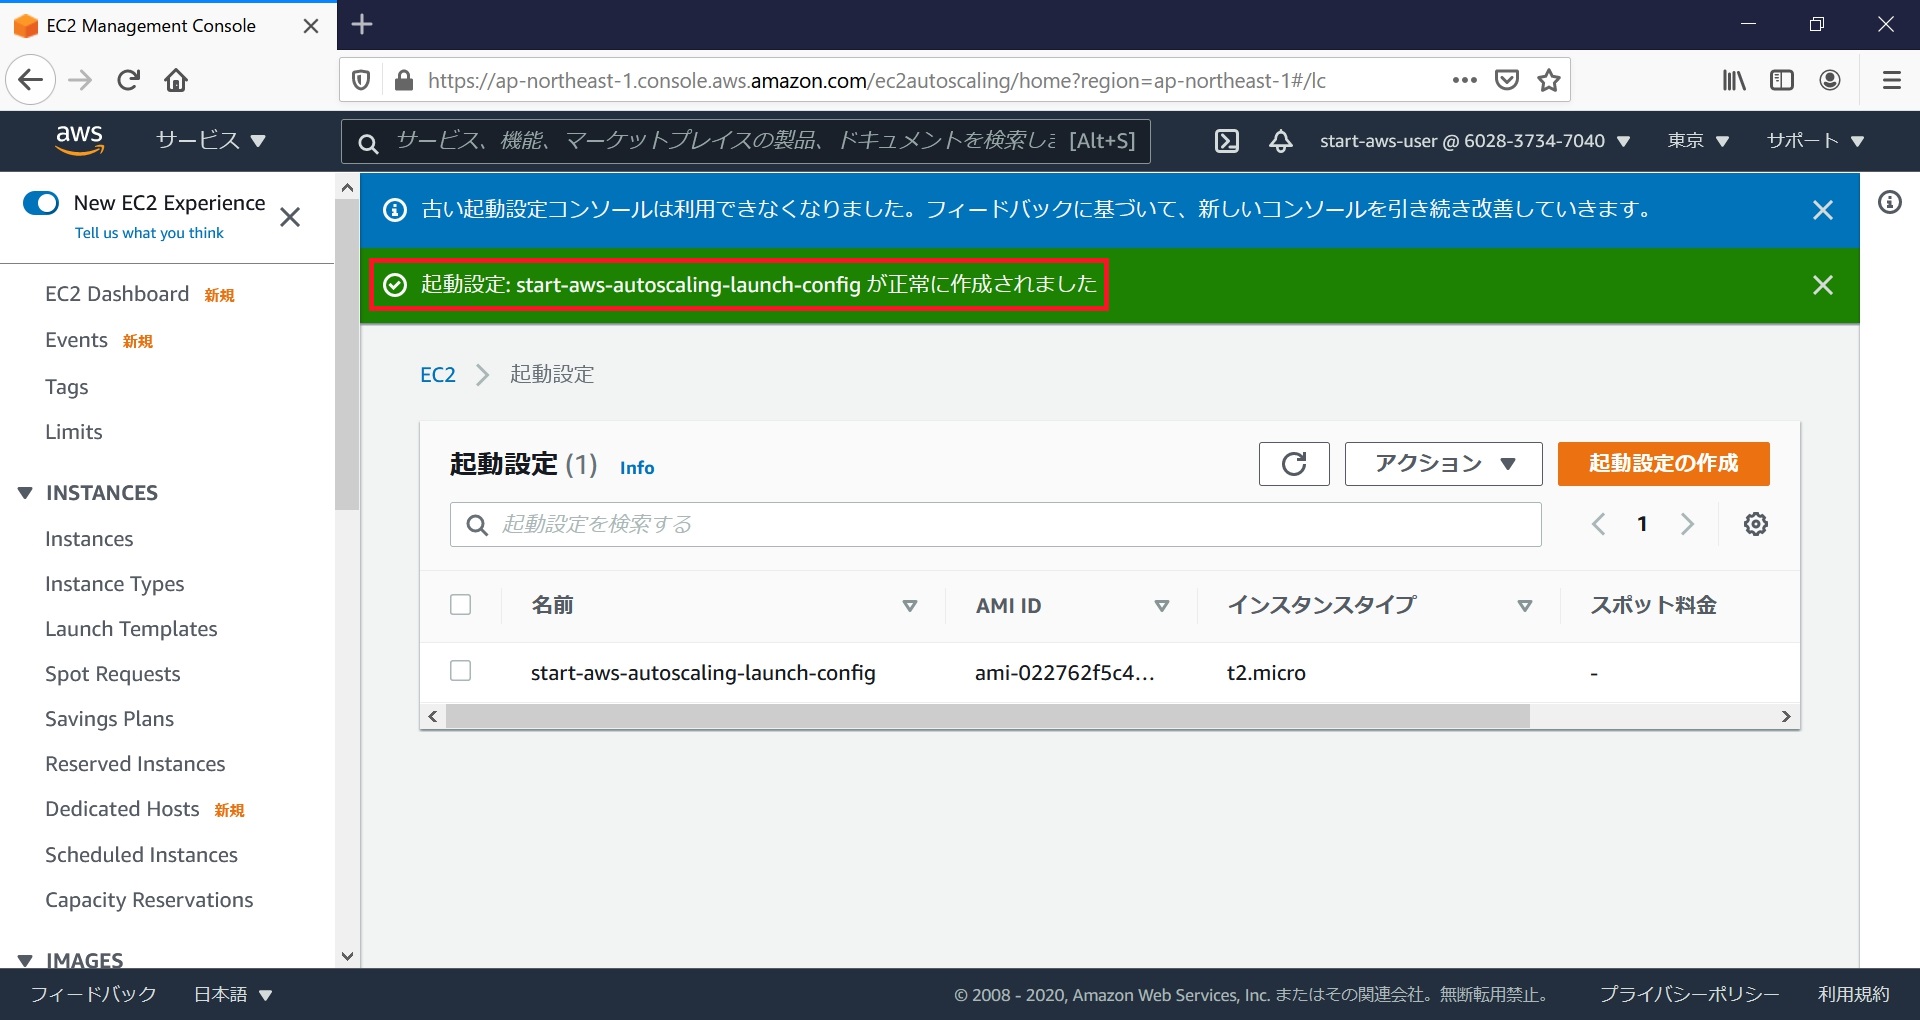 EC2 Management Console
https://ap-northeast-1.console.aws.amazon.com/ec2autoscaling/home?region=ap-northeast-1#/lc
aws
サービス
サービス、機能、マーケットプレイスの製品、ドキュメントを検索しま [Alt+S]
start-aws-user @ 6028-3734-7040
東京
サポート
New EC2 Experience
Tell us what you think
EC2 Dashboard 新規
Events 新規
Tags
Limits
INSTANCES
Instances
Instance Types
Launch Templates
Spot Requests
Savings Plans
Reserved Instances
Dedicated Hosts 新規
Scheduled Instances
Capacity Reservations
IMAGES
古い起動設定コンソールは利用できなくなりました。フィードバックに基づいて、新しいコンソールを引き続き改善していきます。
起動設定: start-aws-autoscaling-launch-config が正常に作成されました
EC2 > 起動設定
起動設定 (1) Info
アクション
起動設定の作成
起動設定を検索する
1
名前 AMI ID インスタンスタイプ スポット料金
start-aws-autoscaling-launch-config ami-022762f5c4... t2.micro -
フィードバック
日本語
© 2008 - 2020, Amazon Web Services, Inc. またはその関連会社。無断転用禁止。
プライバシーポリシー
利用規約